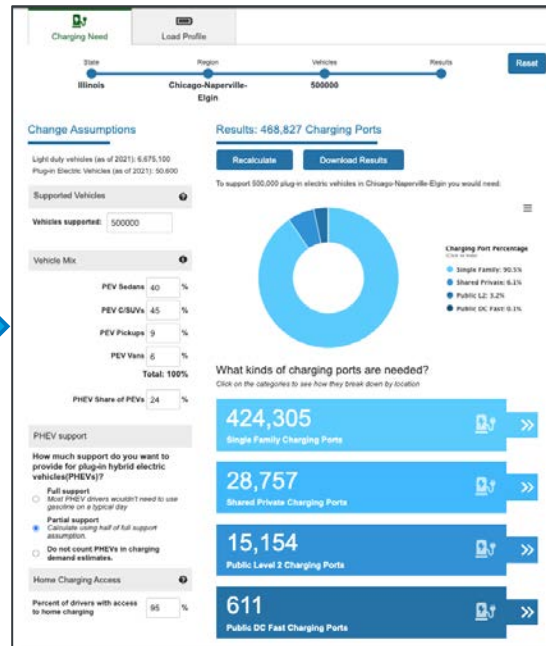 Charging Need
Load Profile
State
Region
Vehicles
Results
Reset
Illinois
Chicago-Naperville-
Elgin
500000
Change Assumptions
Light duty vehicles (as of 2021): 6,675,100
Plug-in Electric Vehicles (as of 2021): 50,600
Supported Vehicles
Vehicles supported: 500000
Vehicle Mix
PEV Sedans 40 %
PEV C/SUVs 45 %
PEV Pickups 9 %
PEV Vans 6 %
Total: 100%
PHEV Share of PEVs 24 %
PHEV support
How much support do you want to
provide for plug-in hybrid electric
vehicles(PHEVs)?
Full support
Most PHEV drivers wouldn't need to use
gasoline on a typical day
Partial support
Calculate using half of full support
assumption.
Do not count PHEVs in charging
demand estimates.
Home Charging Access
Percent of drivers with access
to home charging
95 %
Results: 468,827 Charging Ports
Recalculate
Download Results
To support 500,000 plug-in electric vehicles in Chicago-Naperville-Elgin you would need:
Charging Port Percentage
(Click to hide)
Single Family: 90.5%
Shared Private: 6.1%
Public L2: 3.2%
Public DC Fast: 0.1%
What kinds of charging ports are needed?
Click on the categories to see how they break down by location
424,305
Single Family Charging Ports
28,757
Shared Private Charging Ports
15,154
Public Level 2 Charging Ports
611
Public DC Fast Charging Ports